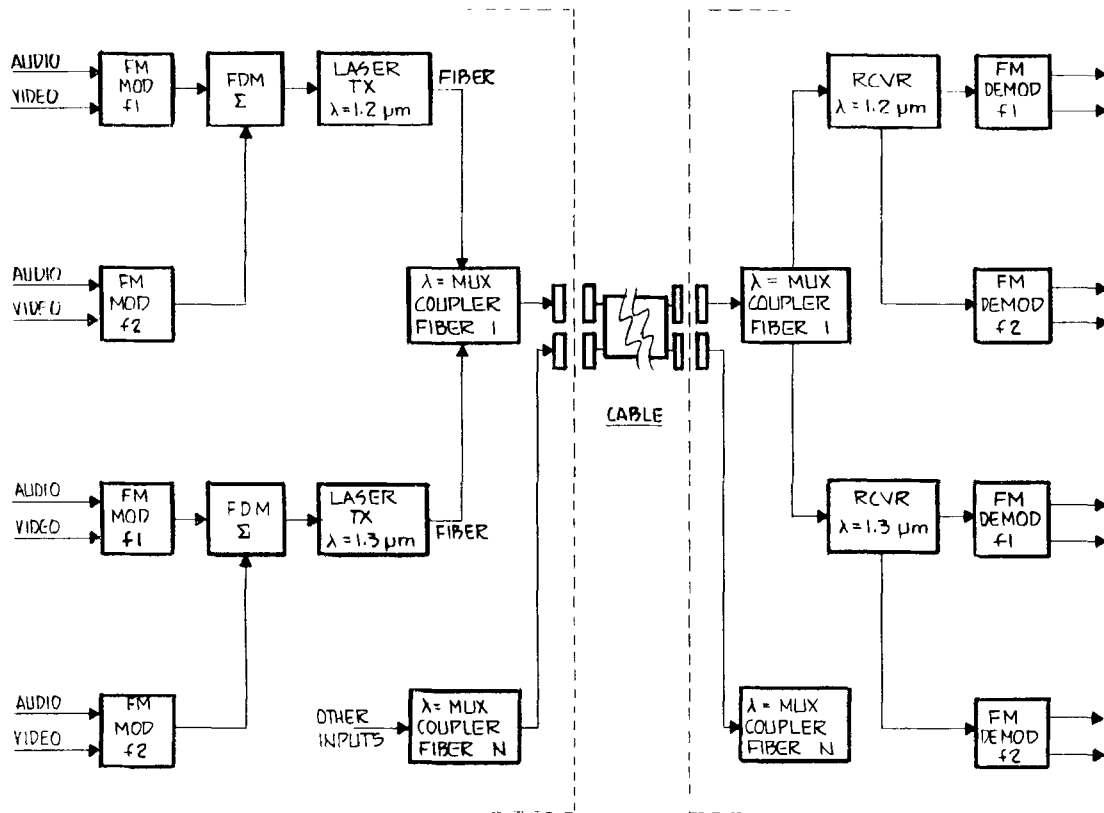 AUDIO
VIDEO
FM
MOD
f1
FDM
Σ
LASER
TX
λ = 1.2 μm
FIBER
AUDIO
VIDEO
FM
MOD
f2
λ = MUX
COUPLER
FIBER 1
AUDIO
VIDEO
FM
MOD
f1
FDM
Σ
LASER
TX
λ = 1.3 μm
FIBER
AUDIO
VIDEO
FM
MOD
f2
OTHER
INPUTS
λ = MUX
COUPLER
FIBER N
CABLE
RCVR
λ = 1.2 μm
FM
DEMOD
f1
λ = MUX
COUPLER
FIBER 1
FM
DEMOD
f2
RCVR
λ = 1.3 μm
FM
DEMOD
f1
λ = MUX
COUPLER
FIBER N
FM
DEMOD
f2